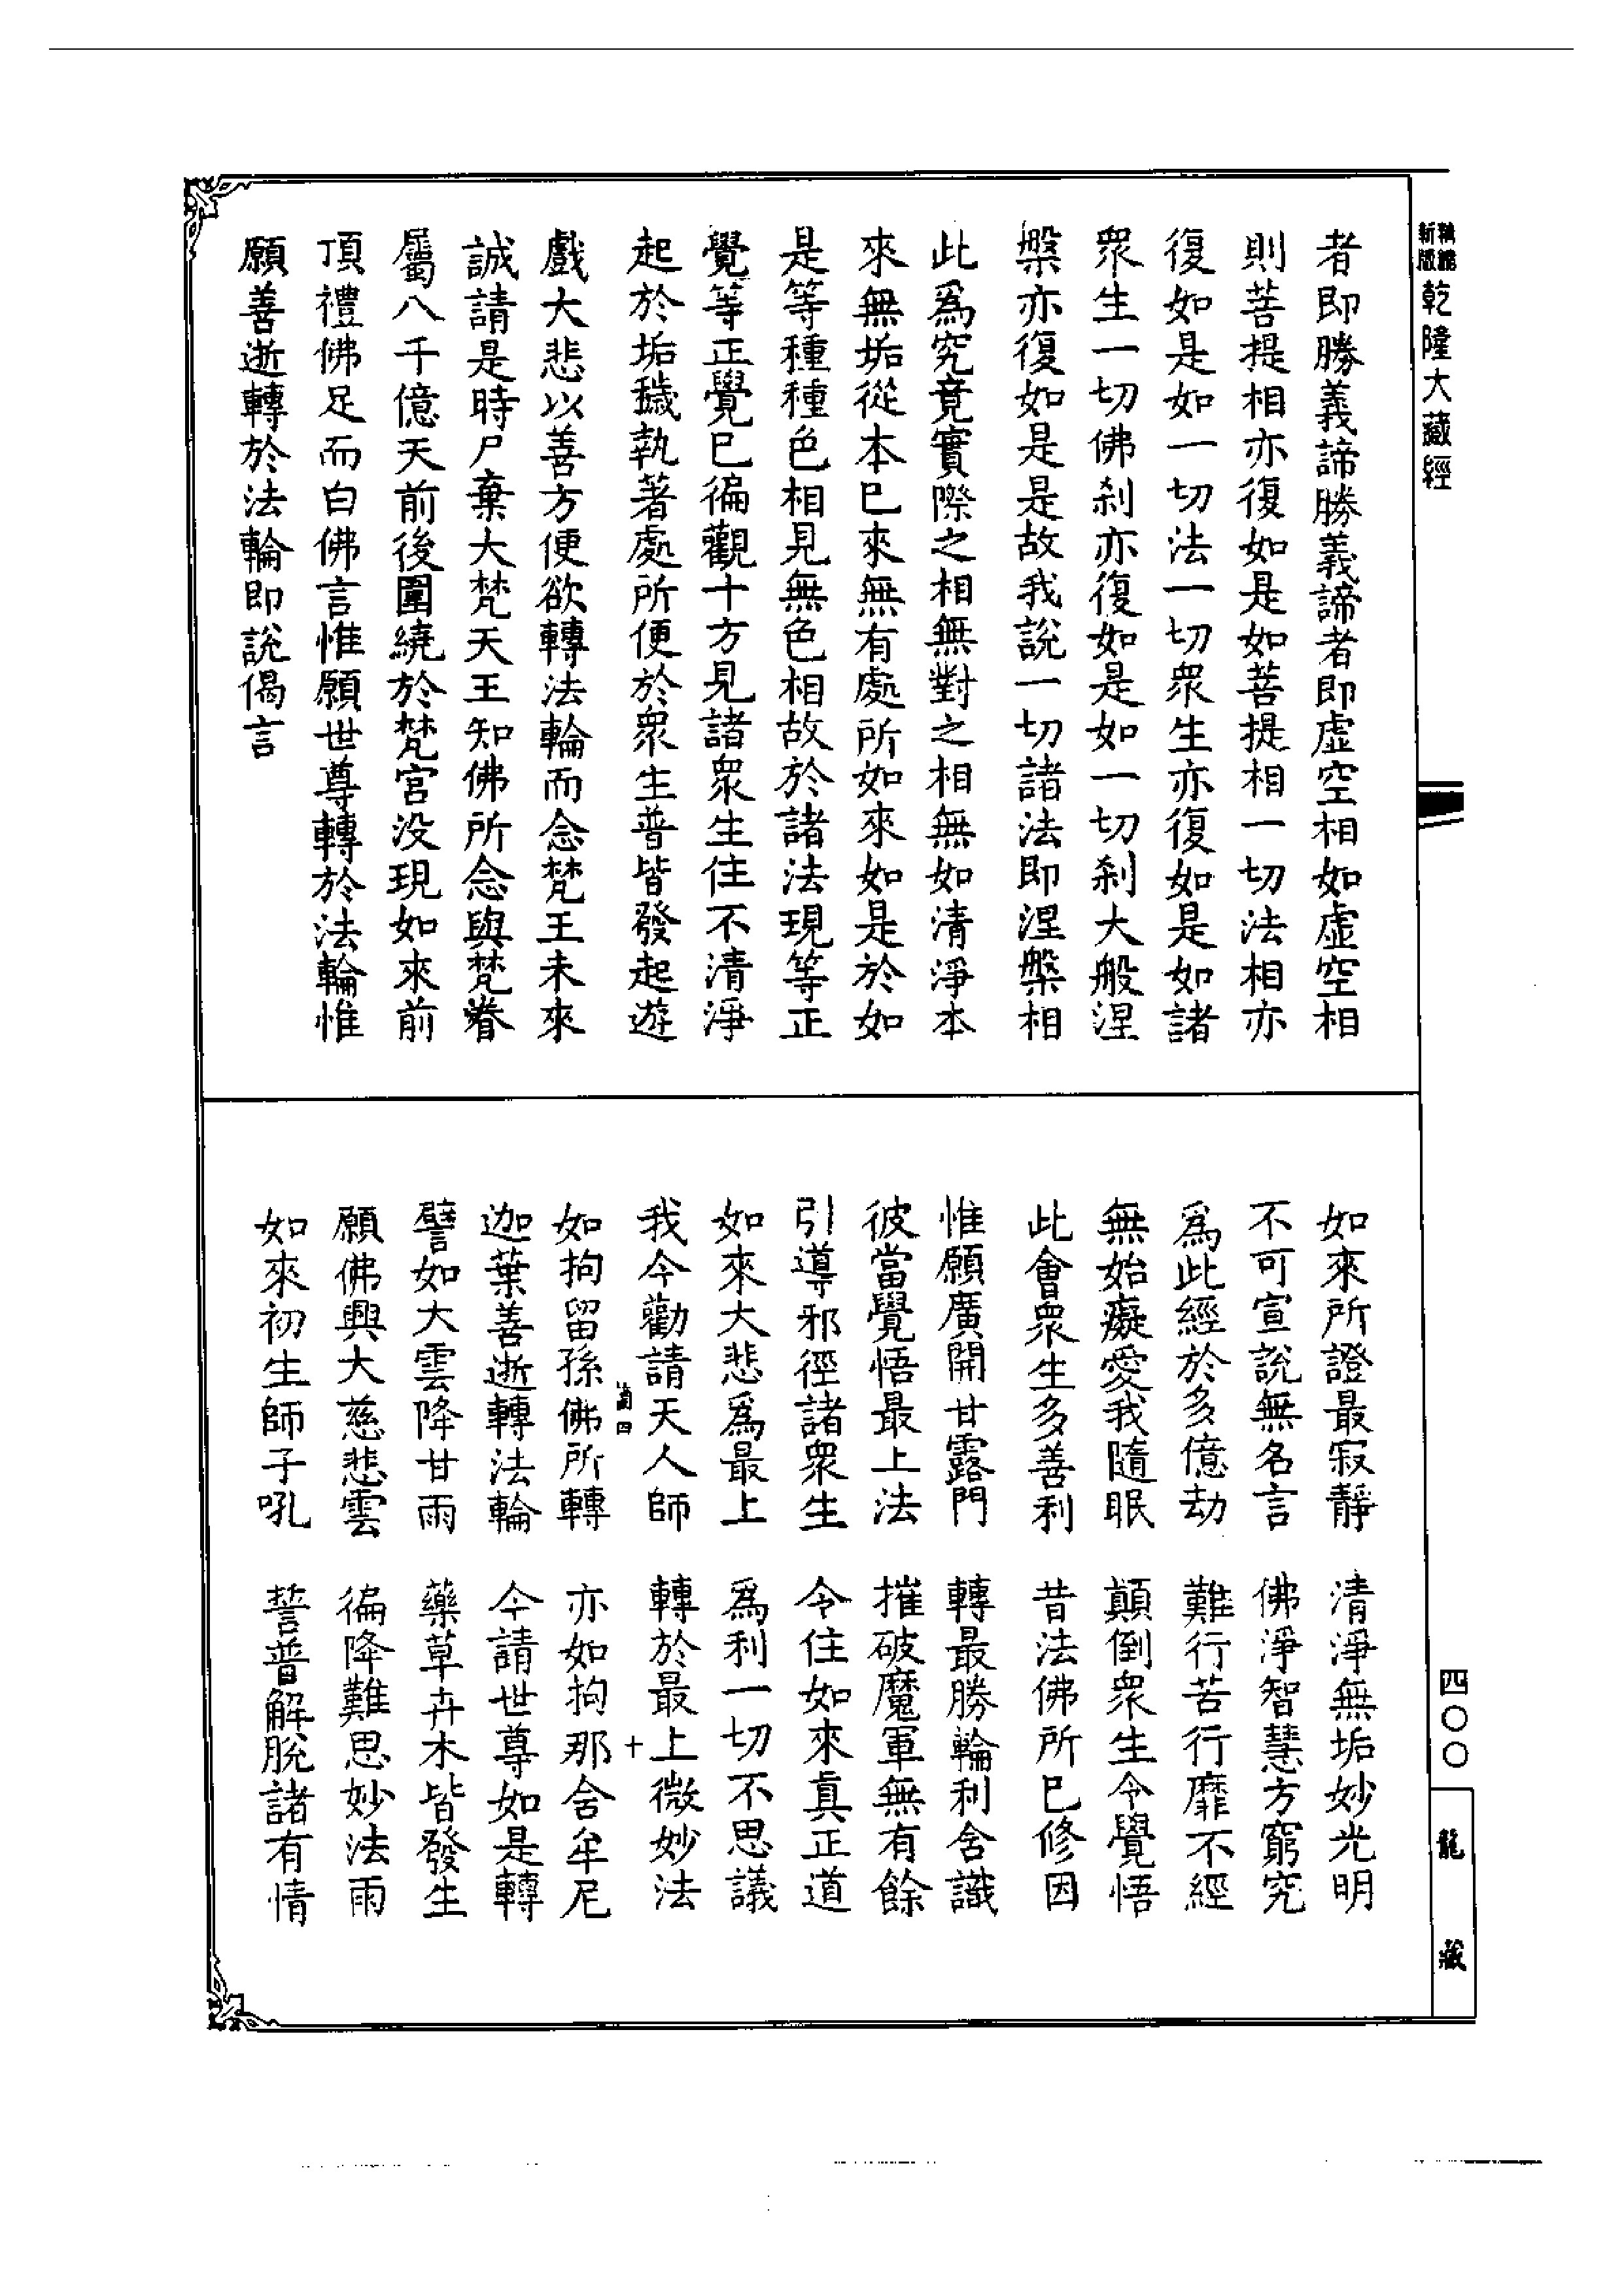 新版
乾隆大藏經
者即勝義諦勝義諦者即虛空相如虛空相
則菩提相亦復如是如菩提相一切法相亦
復如是如一切法一切眾生亦復如是如諸
眾生一切佛刹亦復如是如一切刹大般涅
槃亦復如是是故我說一切諸法即涅槃相
此為究竟實際之相無對之相無如清淨本
來無垢從本已來無有處所如來如是於如
是等種種色相見無色相故於諸法現等正
覺等正覺已徧觀十方見諸眾生住不清淨
起於垢穢執著處所便於眾生普皆發起遊
戲大悲以善方便欲轉法輪而念梵王未來
誠請是時尸棄大梵天王知佛所念與梵眷
屬八千億天前後圍繞於梵宮没現如來前
頂禮佛足而白佛言惟願世尊轉於法輪惟
願善逝轉於法輪即說偈言
如來所證最寂靜 清淨無垢妙光明
不可宣說無名言 佛淨智慧方窮究
為此經於多億劫 難行苦行靡不經
無始癡愛我隨眠 顛倒眾生令覺悟
此會眾生多善利 昔法佛所已修因
惟願廣開甘露門 轉最勝輪利含識
彼當覺悟最上法 摧破魔軍無有餘
引導邪徑諸眾生 令住如來真正道
如來大悲為最上 為利一切不思議
我今勸請天人師 轉於最上微妙法
十
如拘留孫佛所轉 亦如拘那含牟尼
迦葉善逝轉法輪 今請世尊如是轉
譬如大雲降甘雨 藥草卉木皆發生
願佛興大慈悲雲 徧降難思妙法雨
如來初生師子吼 誓普解脫諸有情
四〇〇
龍藏